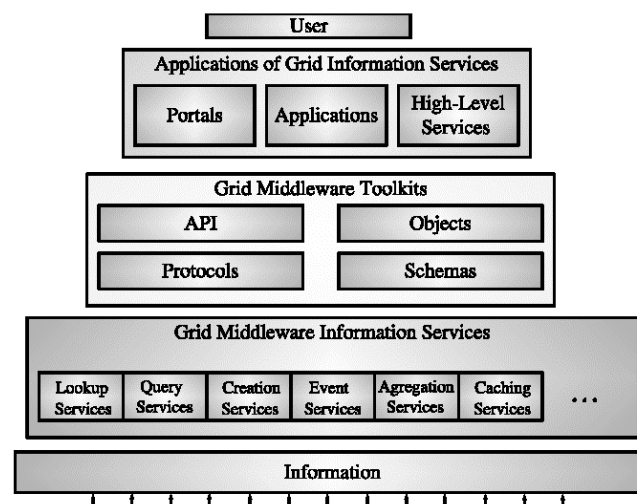 User
Applications of Grid Information Services
Portals
Applications
High-Level
Services
Grid Middleware Toolkits
API
Objects
Protocols
Schemas
Grid Middleware Information Services
Lookup
Services
Query
Services
Creation
Services
Event
Services
Agregation
Services
Caching
Services
...
Information